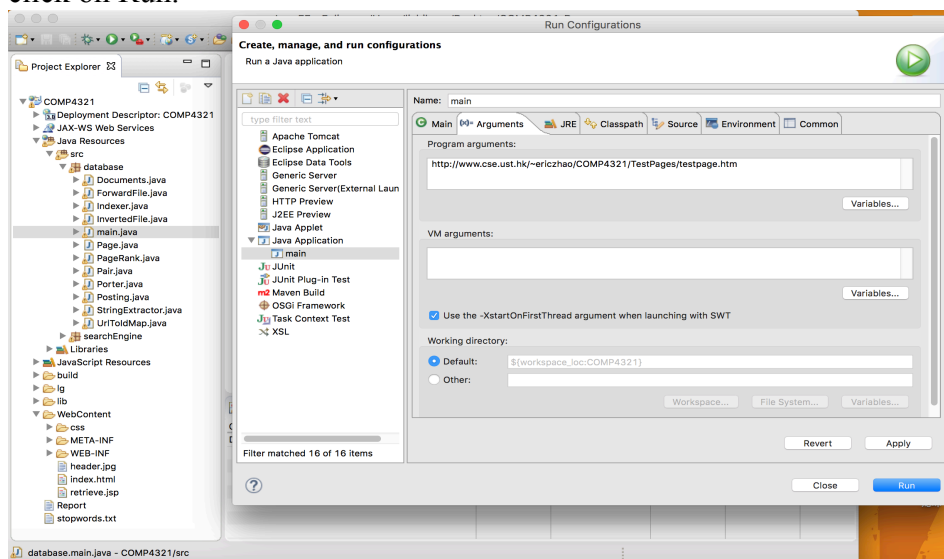 click on Run.
Run Configurations
Create, manage, and run configurations
Run a Java application
Project Explorer
COMP4321
Deployment Descriptor: COMP4321
JAX-WS Web Services
Java Resources
src
database
Documents.java
ForwardFile.java
Indexer.java
InvertedFile.java
main.java
Page.java
PageRank.java
Pair.java
Porter.java
Posting.java
StringExtractor.java
UrlToIdMap.java
searchEngine
Libraries
JavaScript Resources
build
lg
lib
WebContent
css
META-INF
WEB-INF
header.jpg
index.html
retrieve.jsp
Report
stopwords.txt
database.main.java - COMP4321/src
type filter text
Apache Tomcat
Eclipse Application
Eclipse Data Tools
Generic Server
Generic Server(External Laun
HTTP Preview
J2EE Preview
Java Applet
Java Application
main
JUnit
JUnit Plug-in Test
Maven Build
OSGi Framework
Task Context Test
XSL
Filter matched 16 of 16 items
Name: main
Main Arguments JRE Classpath Source Environment Common
Program arguments:
http://www.cse.ust.hk/~ericzhao/COMP4321/TestPages/testpage.htm
Variables...
VM arguments:
Variables...
Use the -XstartOnFirstThread argument when launching with SWT
Working directory:
Default: ${workspace_loc:COMP4321}
Other:
Workspace... File System... Variables...
Revert Apply
Close Run